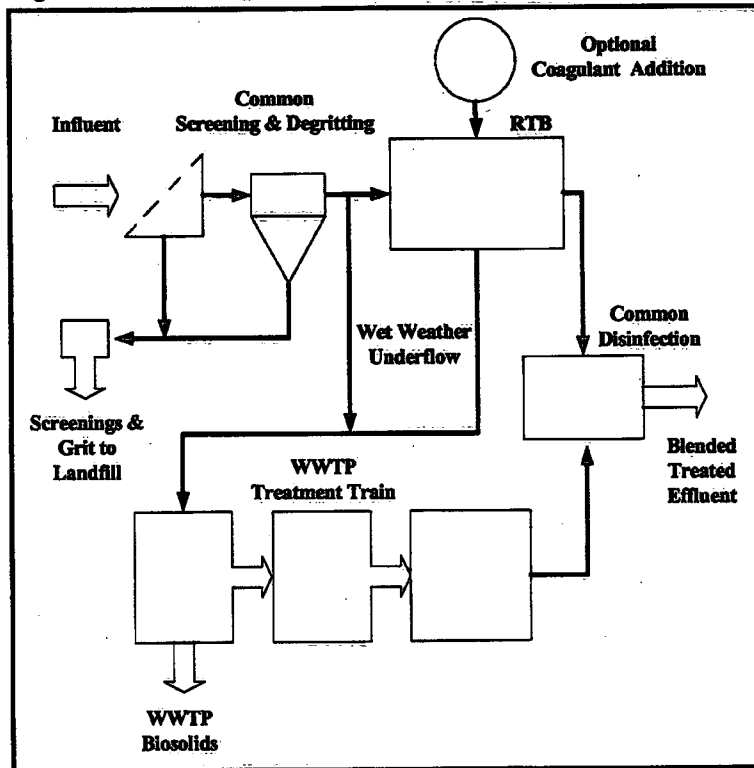 Optional
Coagulant Addition
Common
Screening & Degritting
Influent
RTB
Common
Disinfection
Wet Weather
Underflow
Screenings &
Grit to
Landfill
Blended
Treated
Effluent
WWTP
Treatment Train
WWTP
Biosolids